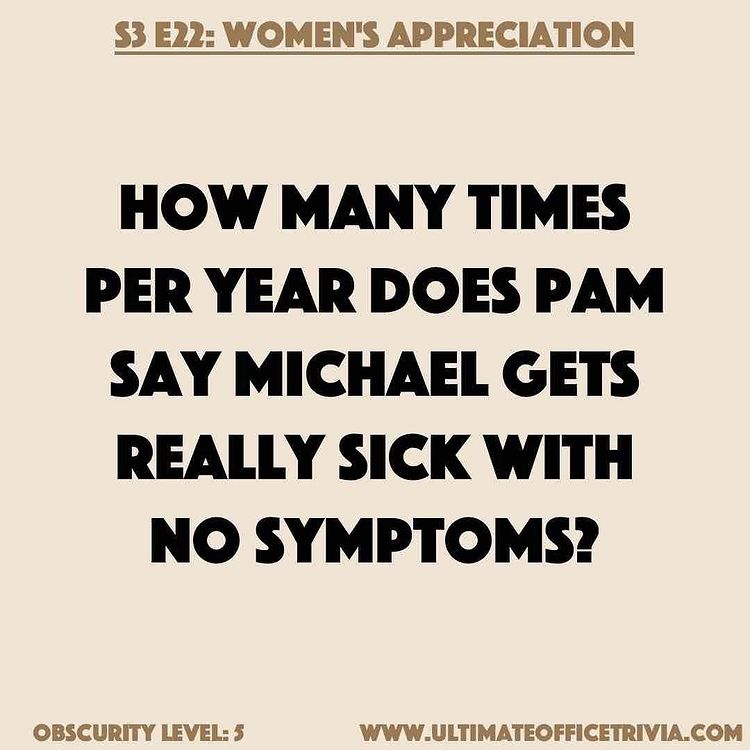 S3 E22: WOMEN'S APPRECIATION
HOW MANY TIMES
PER YEAR DOES PAM
SAY MICHAEL GETS
REALLY SICK WITH
NO SYMPTOMS?
OBSCURITY LEVEL: 5
WWW.ULTIMATEOFFICETRIVIA.COM